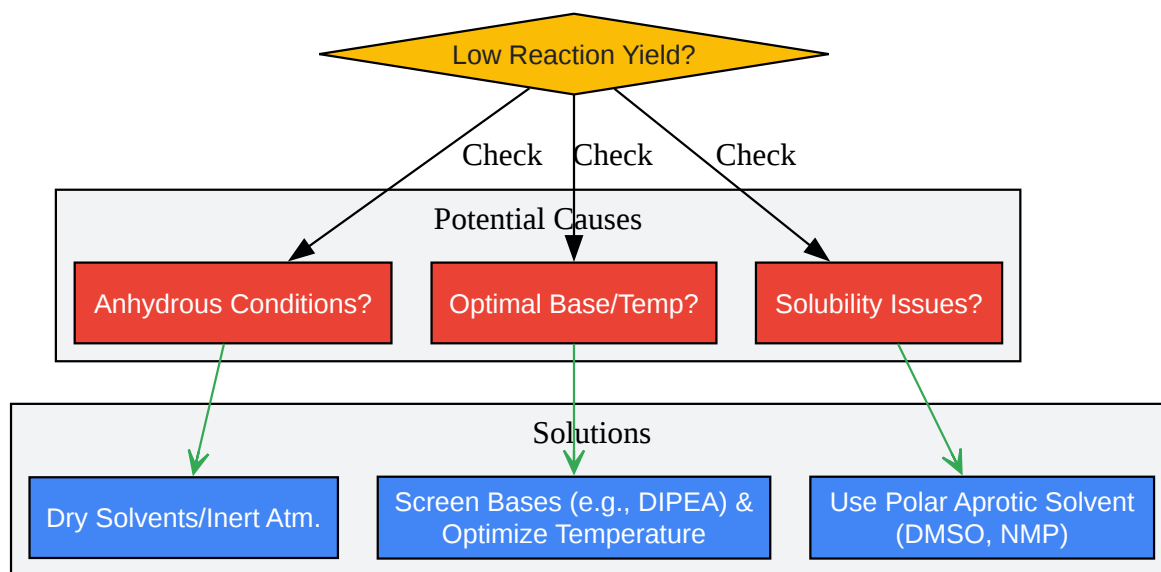 Low Reaction Yield?
Check
Check
Check
Potential Causes
Anhydrous Conditions?
Optimal Base/Temp?
Solubility Issues?
Solutions
Dry Solvents/Inert Atm.
Screen Bases (e.g., DIPEA) &
Optimize Temperature
Use Polar Aprotic Solvent
(DMSO, NMP)